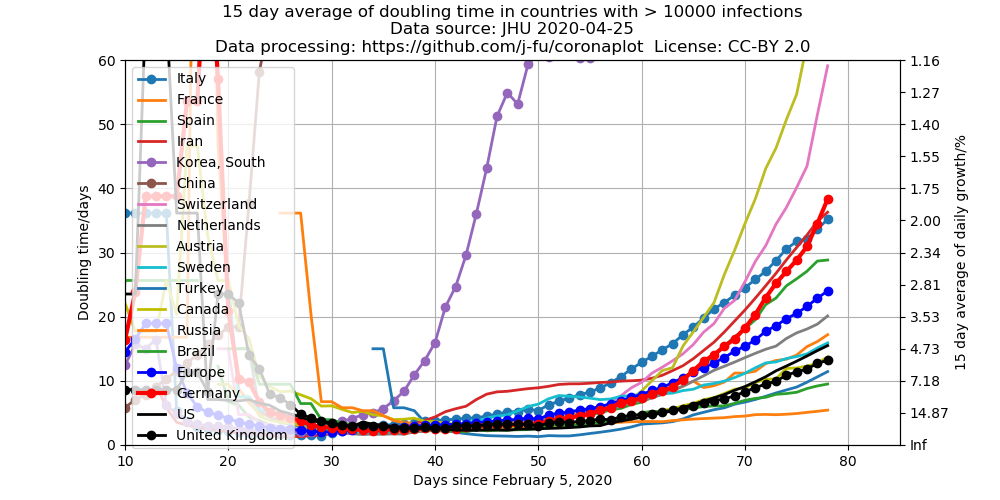 15 day average of doubling time in countries with > 10000 infections
Data source: JHU 2020-04-25
Data processing: https://github.com/j-fu/coronaplot License: CC-BY 2.0
60
50
40
30
20
10
0
Doubling time/days
Italy
France
Spain
Iran
Korea, South
China
Switzerland
Netherlands
Austria
Sweden
Turkey
Canada
Russia
Brazil
Europe
Germany
US
United Kingdom
1.16
1.27
1.40
1.55
1.75
2.00
2.34
2.81
3.53
4.73
7.18
14.87
Inf
15 day average of daily growth/%
10 20 30 40 50 60 70 80
Days since February 5, 2020